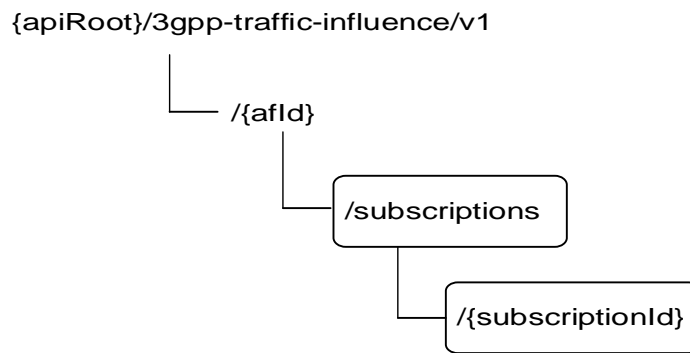 {apiRoot}/3gpp-traffic-influence/v1
/{afId}
/subscriptions
/{subscriptionId}